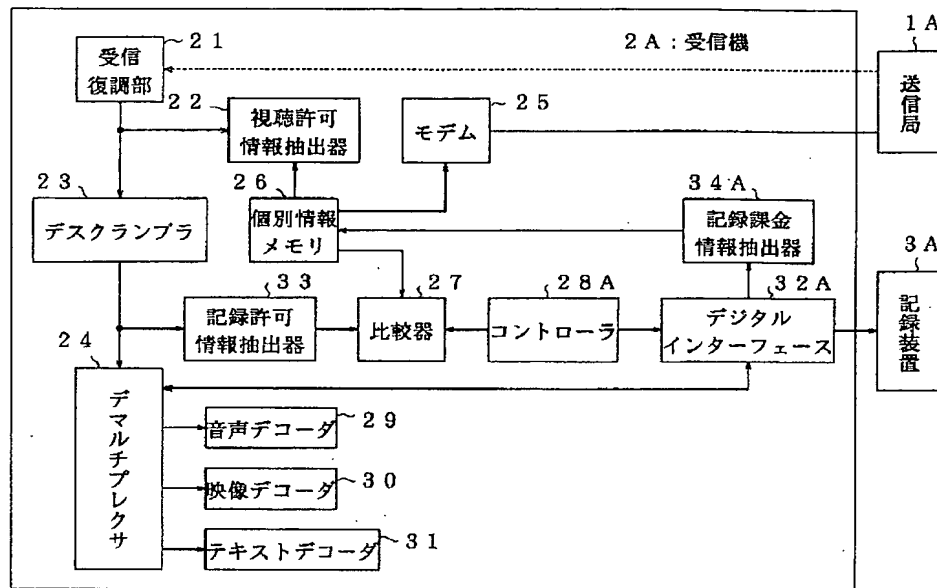 21
2A：受信機
1A
受信
復調部
送信局
22
視聴許可
情報抽出器
25
モデム
23
デスクランブラ
26
個別情報
メモリ
34A
記録課金
情報抽出器
3A
記録装置
33
記録許可
情報抽出器
27
比較器
28A
コントローラ
32A
デジタル
インターフェース
24
デマルチプレクサ
音声デコーダ
29
映像デコーダ
30
テキストデコーダ
31